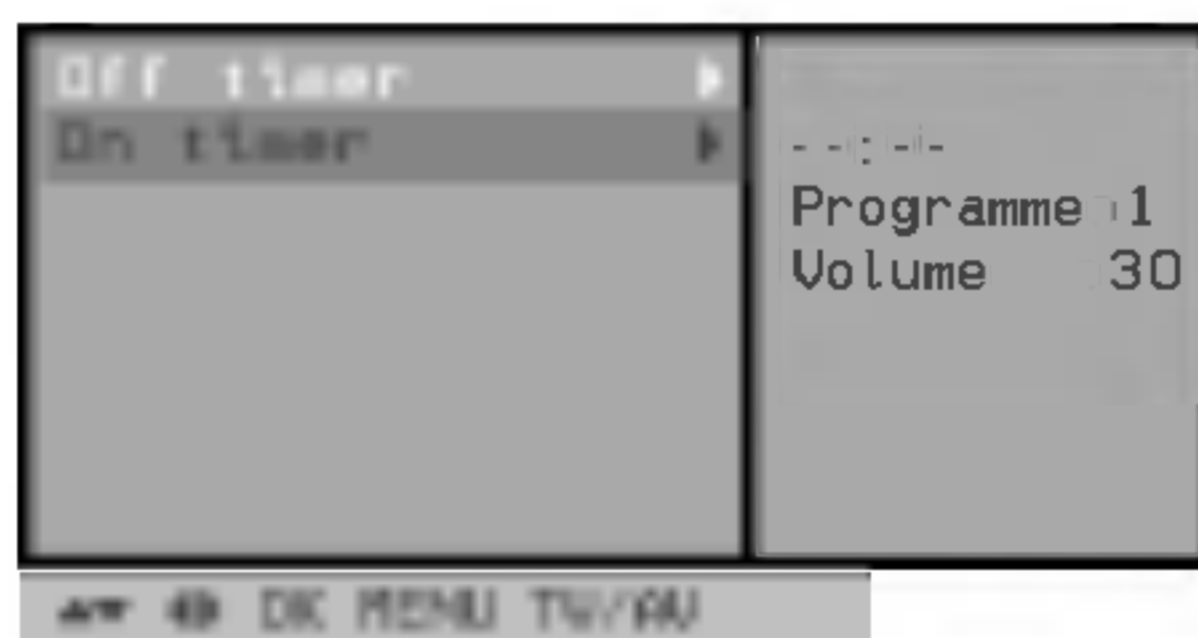 Off timer ▶
On timer ▶
--:--
Programme 1
Volume 30
▲▼ ◀▶ OK MENU TV/AV